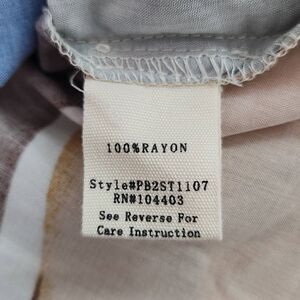 100%RAYON
Style#PB2ST1107
RN#104403
See Reverse For
Care Instruction